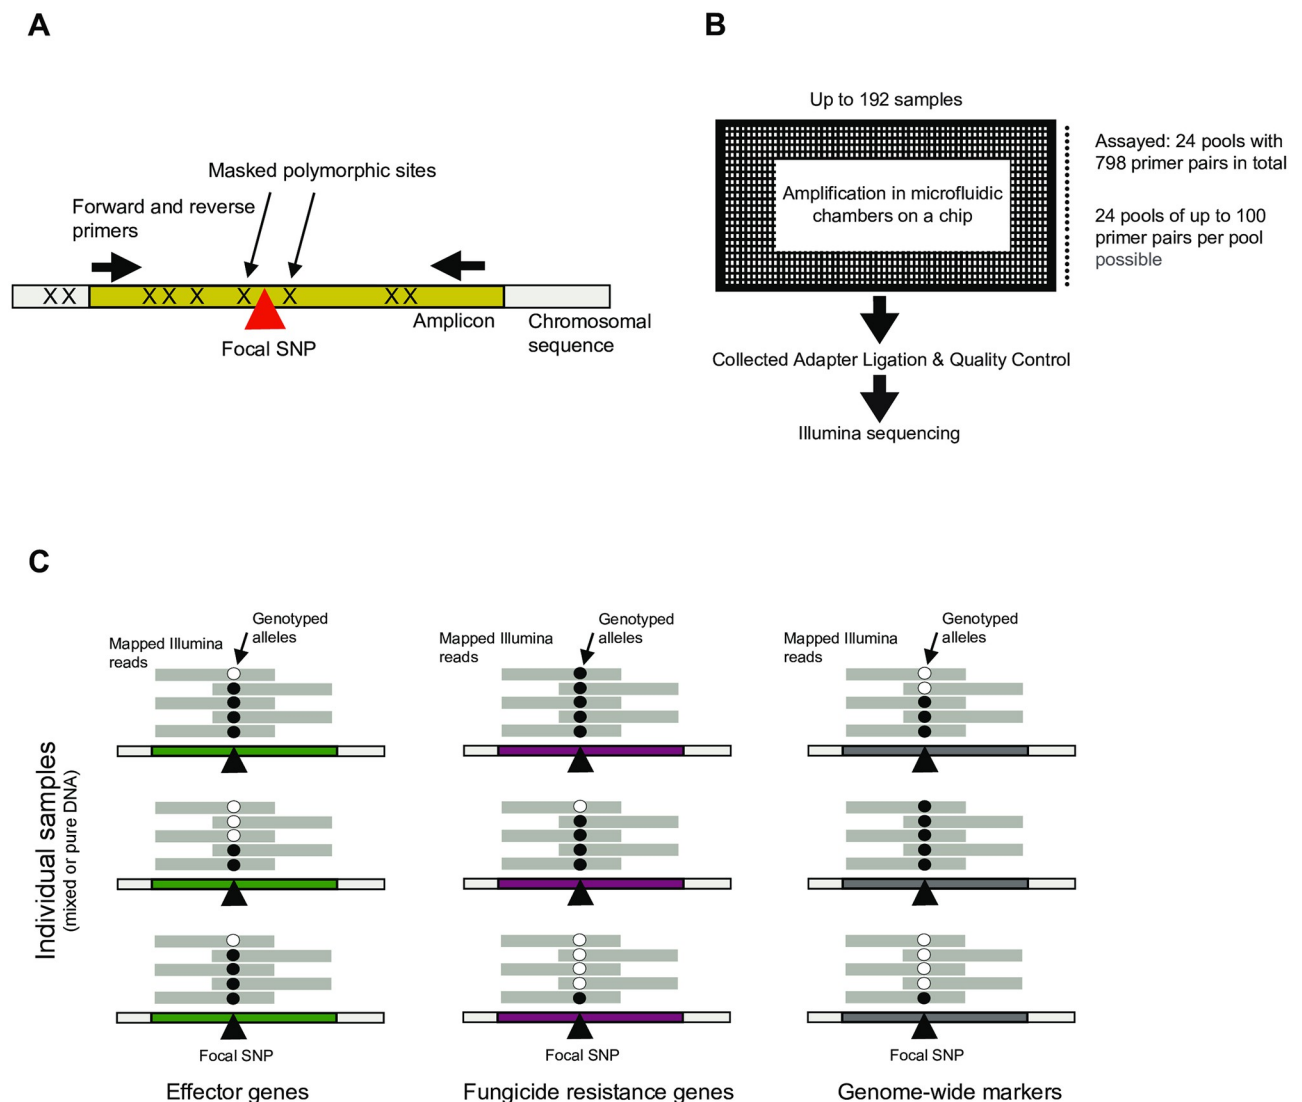 A
Masked polymorphic sites
Forward and reverse
primers
X X X X X X X X X
Amplicon
Chromosomal
sequence
Focal SNP
B
Up to 192 samples
Amplification in microfluidic
chambers on a chip
Assayed: 24 pools with
798 primer pairs in total
24 pools of up to 100
primer pairs per pool
possible
Collected Adapter Ligation & Quality Control
Illumina sequencing
C
Individual samples
(mixed or pure DNA)
Mapped Illumina
reads
Genotyped
alleles
Focal SNP
Effector genes
Mapped Illumina
reads
Genotyped
alleles
Focal SNP
Fungicide resistance genes
Mapped Illumina
reads
Genotyped
alleles
Focal SNP
Genome-wide markers